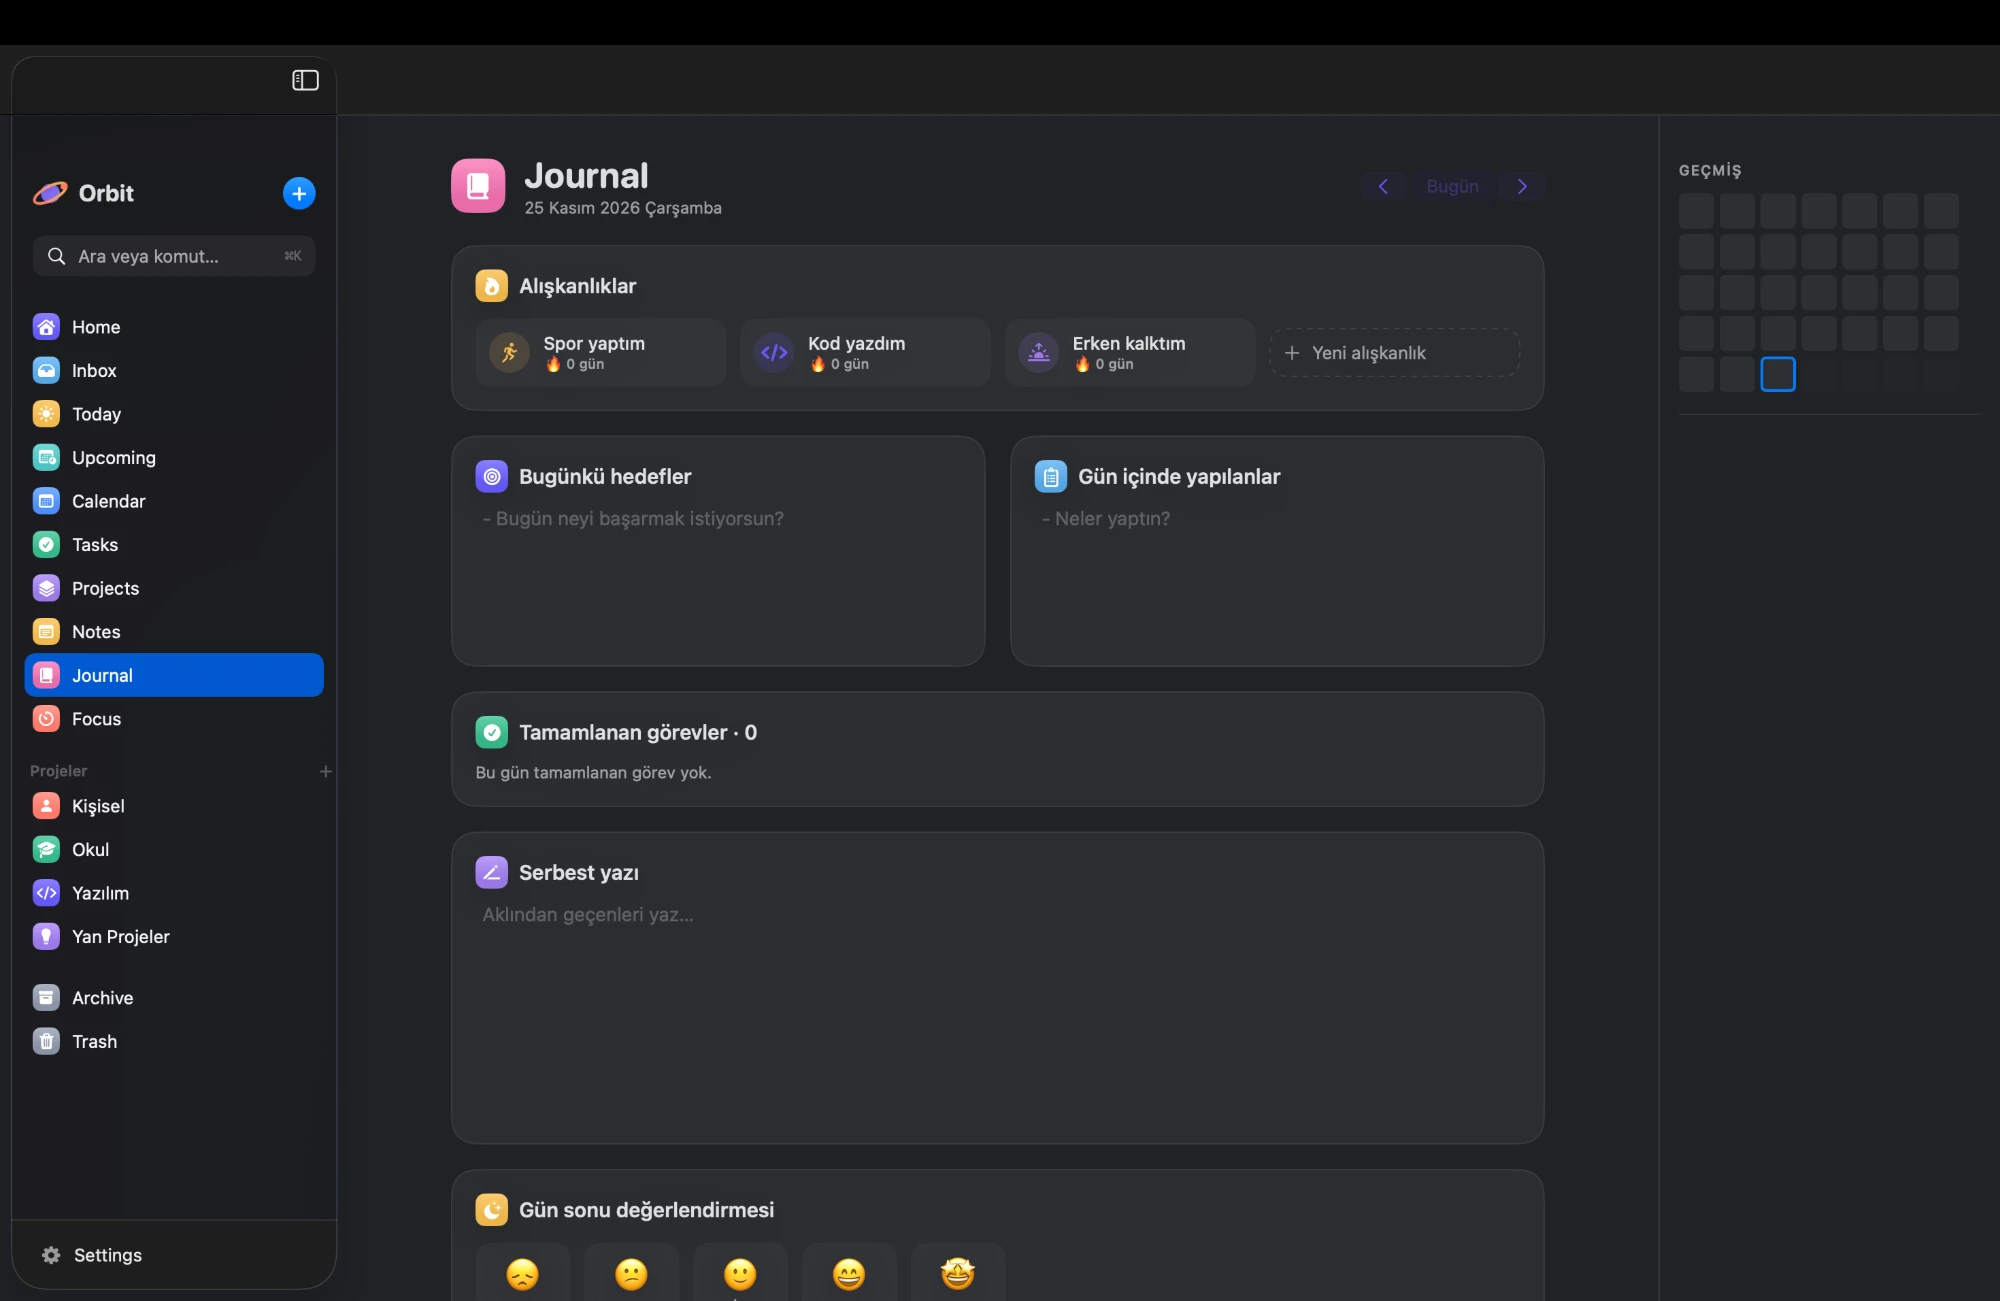 Orbit
Ara veya komut...
⌘K
Home
Inbox
Today
Upcoming
Calendar
Tasks
Projects
Notes
Journal
Focus
Projeler
Kişisel
Okul
Yazılım
Yan Projeler
Archive
Trash
Settings
Journal
25 Kasım 2026 Çarşamba
Bugün
Alışkanlıklar
Spor yaptım
🔥 0 gün
Kod yazdım
🔥 0 gün
Erken kalktım
🔥 0 gün
+ Yeni alışkanlık
Bugünkü hedefler
- Bugün neyi başarmak istiyorsun?
Gün içinde yapılanlar
- Neler yaptın?
Tamamlanan görevler · 0
Bu gün tamamlanan görev yok.
Serbest yazı
Aklından geçenleri yaz...
Gün sonu değerlendirmesi
GEÇMİŞ